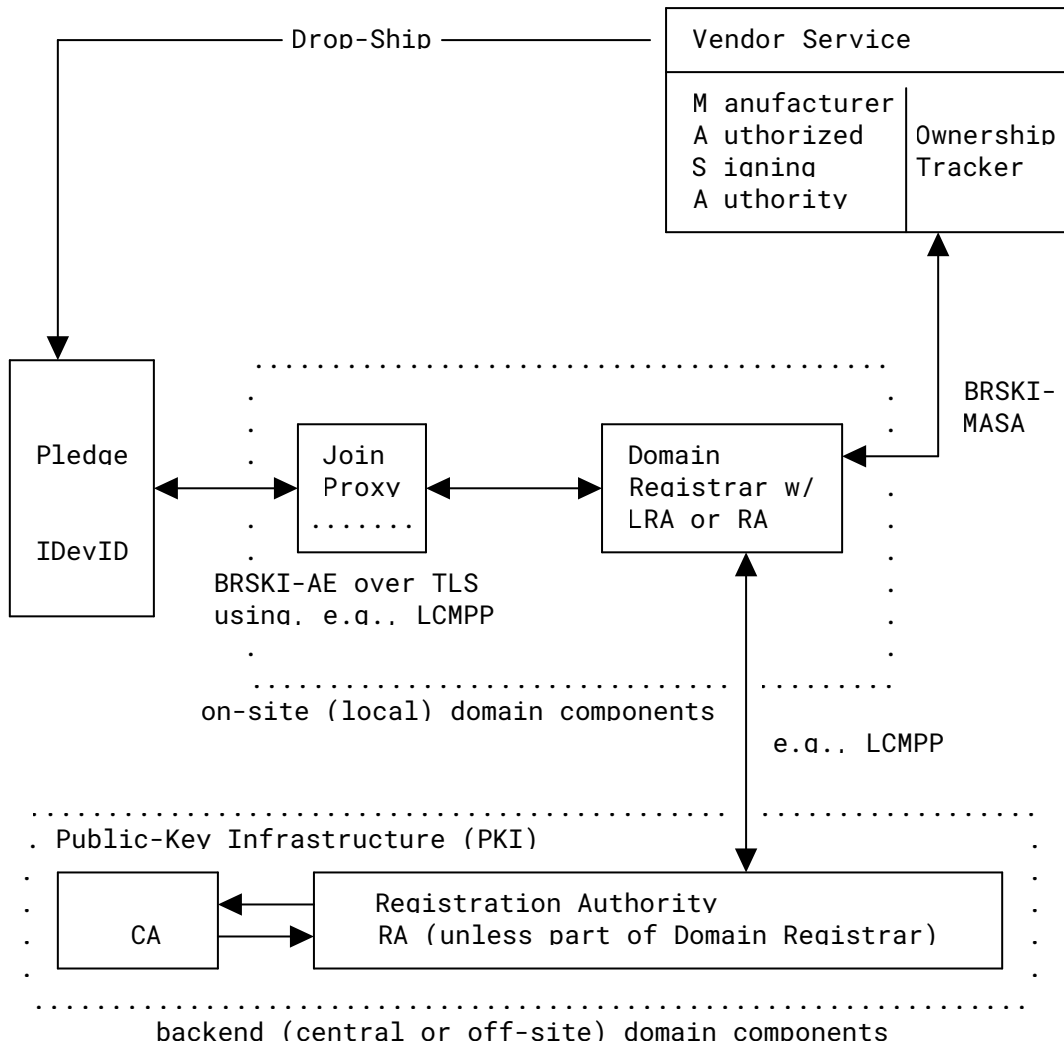 Drop-Ship
Vendor Service
M anufacturer
A uthorized
S igning
A uthority
Ownership
Tracker
BRSKI-
MASA
Pledge
IDevID
Join
Proxy
.......
Domain
Registrar w/
LRA or RA
BRSKI-AE over TLS
using, e.g., LCMPP
on-site (local) domain components
e.g., LCMPP
Public-Key Infrastructure (PKI)
CA
Registration Authority
RA (unless part of Domain Registrar)
backend (central or off-site) domain components